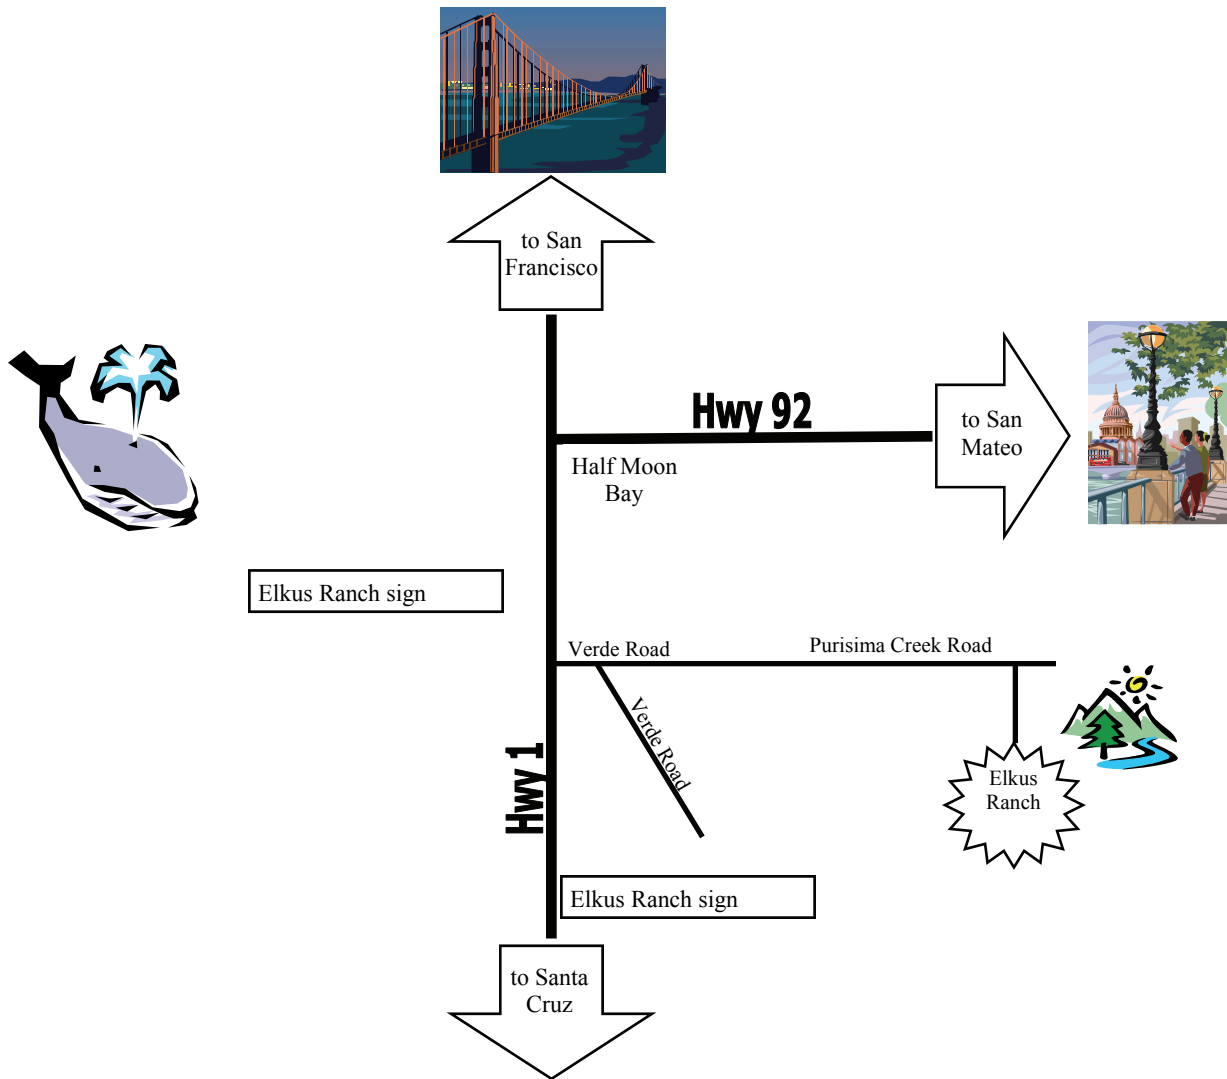 to San
Francisco
Hwy 92
to San
Mateo
Half Moon
Bay
Elkus Ranch sign
Verde Road
Purisima Creek Road
Verde Road
Hwy 1
Elkus
Ranch
Elkus Ranch sign
to Santa
Cruz